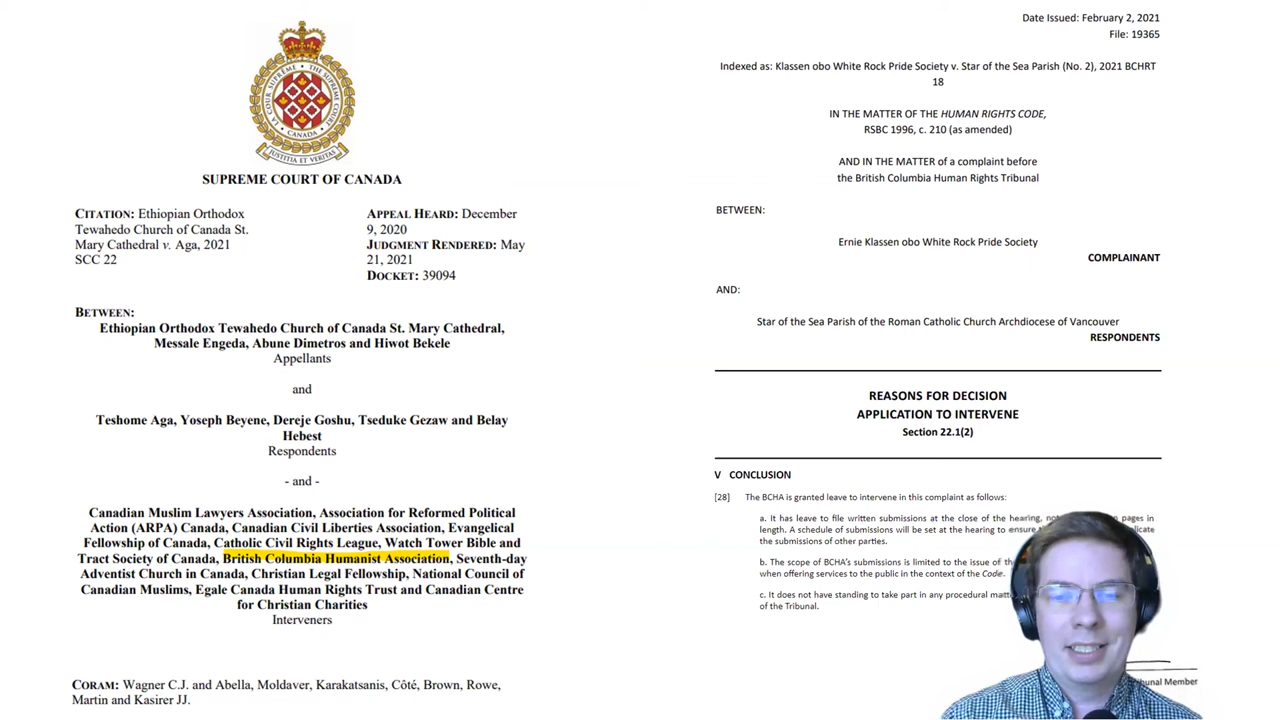 COUR SUPRÊME · THE SUPREME COURT
CANADA
JUSTITIA ET VERITAS
SUPREME COURT OF CANADA
CITATION: Ethiopian Orthodox
Tewahedo Church of Canada St.
Mary Cathedral v. Aga, 2021
SCC 22
APPEAL HEARD: December
9, 2020
JUDGMENT RENDERED: May
21, 2021
DOCKET: 39094
BETWEEN:
Ethiopian Orthodox Tewahedo Church of Canada St. Mary Cathedral,
Messale Engeda, Abune Dimetros and Hiwot Bekele
Appellants
and
Teshome Aga, Yoseph Beyene, Dereje Goshu, Tseduke Gezaw and Belay
Hebest
Respondents
- and -
Canadian Muslim Lawyers Association, Association for Reformed Political
Action (ARPA) Canada, Canadian Civil Liberties Association, Evangelical
Fellowship of Canada, Catholic Civil Rights League, Watch Tower Bible and
Tract Society of Canada, British Columbia Humanist Association, Seventh-day
Adventist Church in Canada, Christian Legal Fellowship, National Council of
Canadian Muslims, Egale Canada Human Rights Trust and Canadian Centre
for Christian Charities
Interveners
CORAM: Wagner C.J. and Abella, Moldaver, Karakatsanis, Côté, Brown, Rowe,
Martin and Kasirer JJ.
Date Issued: February 2, 2021
File: 19365
Indexed as: Klassen obo White Rock Pride Society v. Star of the Sea Parish (No. 2), 2021 BCHRT
18
IN THE MATTER OF THE HUMAN RIGHTS CODE,
RSBC 1996, c. 210 (as amended)
AND IN THE MATTER of a complaint before
the British Columbia Human Rights Tribunal
BETWEEN:
Ernie Klassen obo White Rock Pride Society
COMPLAINANT
AND:
Star of the Sea Parish of the Roman Catholic Church Archdiocese of Vancouver
RESPONDENTS
REASONS FOR DECISION
APPLICATION TO INTERVENE
Section 22.1(2)
V CONCLUSION
[28] The BCHA is granted leave to intervene in this complaint as follows:
a. It has leave to file written submissions at the close of the hearing, pages in
length. A schedule of submissions will be set at the hearing to ensure
the submissions of other parties.
b. The scope of BCHA's submissions is limited to the issue of
when offering services to the public in the context of the Code.
c. It does not have standing to take part in any procedural
of the Tribunal.
Member